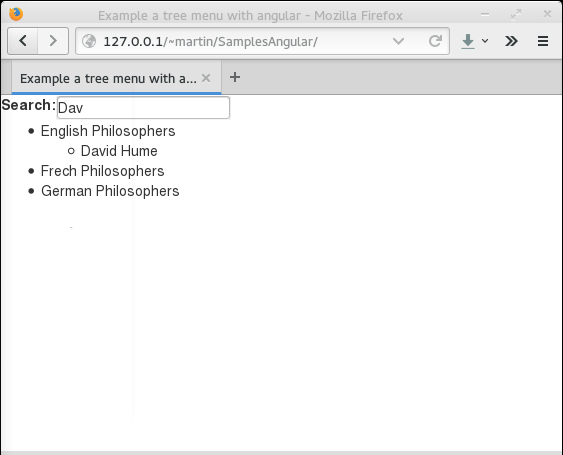 Example a tree menu with angular - Mozilla Firefox
127.0.0.1/~martin/SamplesAngular/
Example a tree menu with a...
Search: Dav
English Philosophers
David Hume
Frech Philosophers
German Philosophers